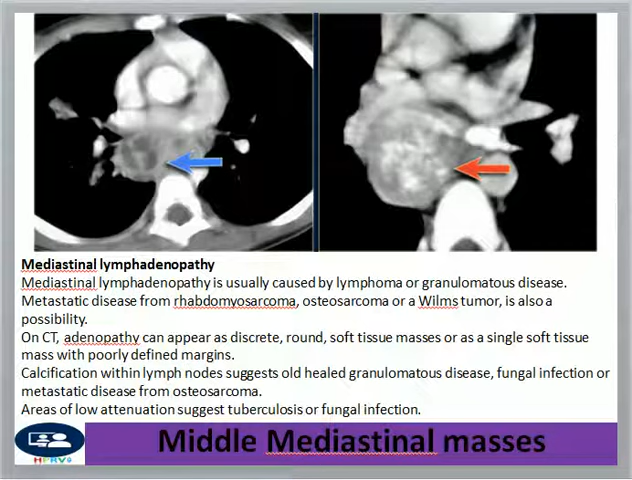 Mediastinal lymphadenopathy
Mediastinal lymphadenopathy is usually caused by lymphoma or granulomatous disease.
Metastatic disease from rhabdomyosarcoma, osteosarcoma or a Wilms tumor, is also a
possibility.
On CT, adenopathy can appear as discrete, round, soft tissue masses or as a single soft tissue
mass with poorly defined margins.
Calcification within lymph nodes suggests old healed granulomatous disease, fungal infection or
metastatic disease from osteosarcoma.
Areas of low attenuation suggest tuberculosis or fungal infection.
Middle Mediastinal masses